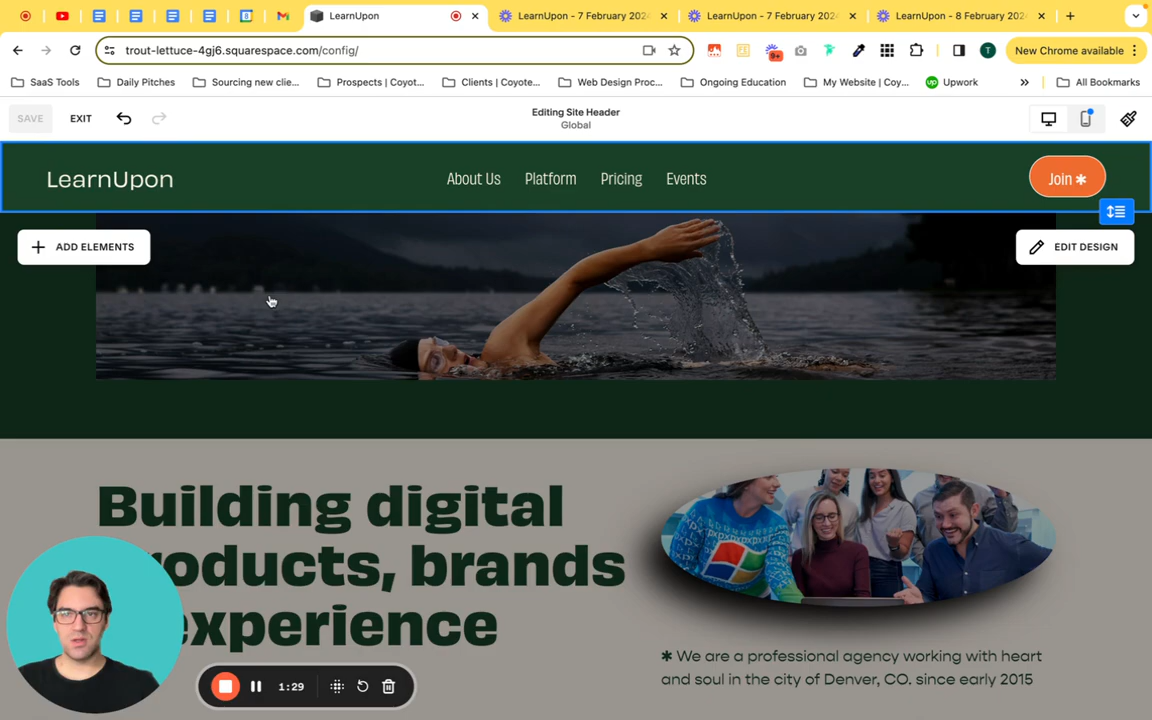 LearnUpon
LearnUpon - 7 February 202
LearnUpon - 7 February 202
LearnUpon - 8 February 202
trout-lettuce-4gj6.squarespace.com/config/
9+
T
New Chrome available
SaaS Tools
Daily Pitches
Sourcing new clie...
Prospects | Coyot...
Clients | Coyote...
Web Design Proc...
Ongoing Education
My Website | Coy...
up
Upwork
All Bookmarks
SAVE
EXIT
Editing Site Header
Global
LearnUpon
About Us
Platform
Pricing
Events
Join ✱
ADD ELEMENTS
EDIT DESIGN
Building digital
roducts, brands
experience
✱ We are a professional agency working with heart
and soul in the city of Denver, CO. since early 2015
1:29